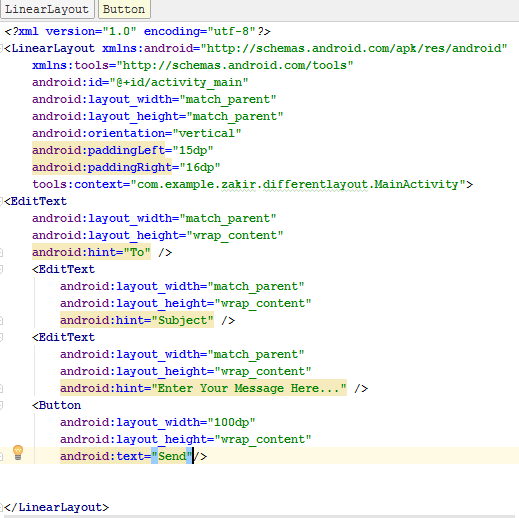 LinearLayout Button
<?xml version="1.0" encoding="utf-8"?>
<LinearLayout xmlns:android="http://schemas.android.com/apk/res/android"
    xmlns:tools="http://schemas.android.com/tools"
    android:id="@+id/activity_main"
    android:layout_width="match_parent"
    android:layout_height="match_parent"
    android:orientation="vertical"
    android:paddingLeft="15dp"
    android:paddingRight="16dp"
    tools:context="com.example.zakir.differentlayout.MainActivity">
<EditText
    android:layout_width="match_parent"
    android:layout_height="wrap_content"
    android:hint="To" />
    <EditText
        android:layout_width="match_parent"
        android:layout_height="wrap_content"
        android:hint="Subject" />
    <EditText
        android:layout_width="match_parent"
        android:layout_height="wrap_content"
        android:hint="Enter Your Message Here..." />
    <Button
        android:layout_width="100dp"
        android:layout_height="wrap_content"
        android:text="Send"/>
</LinearLayout>